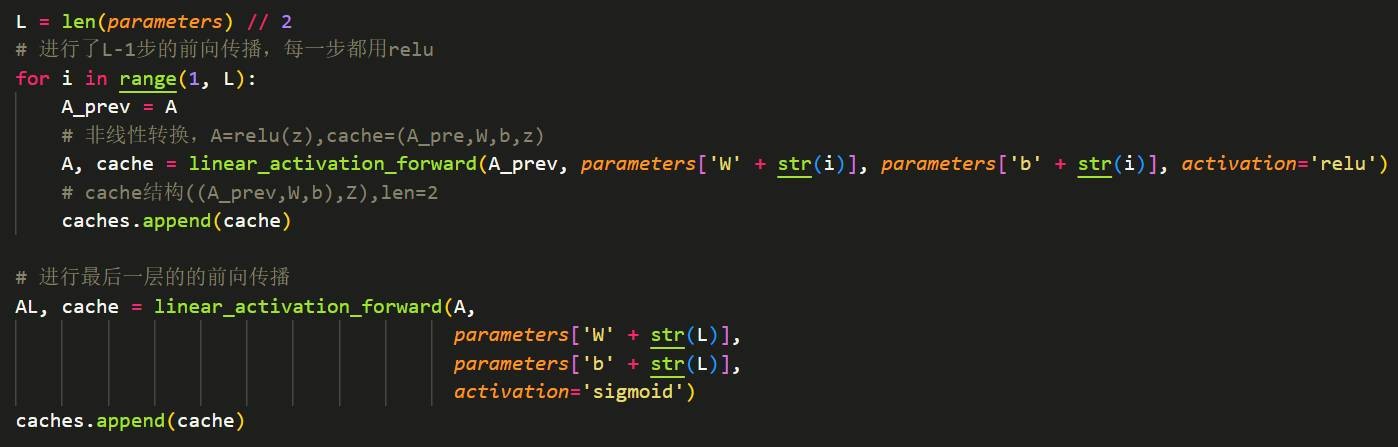 L = len(parameters) // 2
# 进行了L-1步的前向传播，每一步都用relu
for i in range(1, L):
    A_prev = A
    # 非线性转换，A=relu(z),cache=(A_pre,W,b,z)
    A, cache = linear_activation_forward(A_prev, parameters['W' + str(i)], parameters['b' + str(i)], activation='relu')
    # cache结构((A_prev,W,b),Z),len=2
    caches.append(cache)

# 进行最后一层的的前向传播
AL, cache = linear_activation_forward(A,
                                      parameters['W' + str(L)],
                                      parameters['b' + str(L)],
                                      activation='sigmoid')
caches.append(cache)